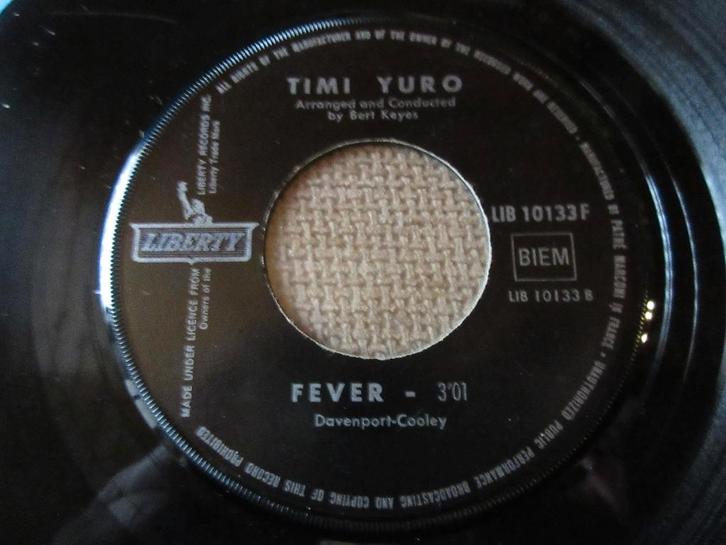 ALL RIGHTS OF THE MANUFACTURER AND OF THE OWNER OF THE RECORDED WORK ARE RESERVED · MANUFACTURED BY PATHÉ MARCONI IN FRANCE · UNAUTHORIZED PUBLIC PERFORMANCE BROADCASTING AND COPYING OF THIS RECORD PROHIBITED
TIMI YURO
Arranged and Conducted
by Bert Keyes
LIBERTY RECORDS INC.
Liberty Trade Mark
LIBERTY
MADE UNDER LICENCE FROM
Owners of the
LIB 10133 F
BIEM
LIB 10133 B
FEVER - 3'01
Davenport-Cooley